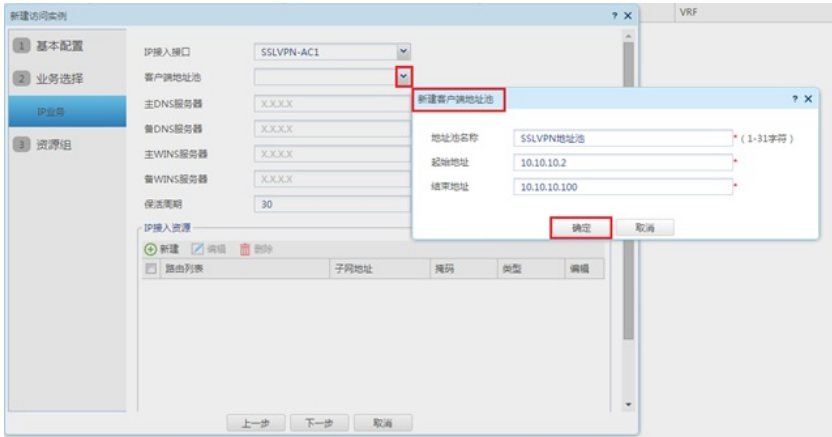 新建访问实例 ? X VRF
1 基本配置
2 业务选择
IP业务
3 资源组
IP接入接口 SSLVPN-AC1
客户端地址池
主DNS服务器 X.X.X.X
备DNS服务器 X.X.X.X
主WINS服务器 X.X.X.X
备WINS服务器 X.X.X.X
保活周期 30
IP接入资源
新建 编辑 删除
路由列表 子网地址 掩码 类型 编辑
上一步 下一步 取消
新建客户端地址池 ? X
地址池名称 SSLVPN地址池 * (1-31字符)
起始地址 10.10.10.2 *
结束地址 10.10.10.100 *
确定 取消